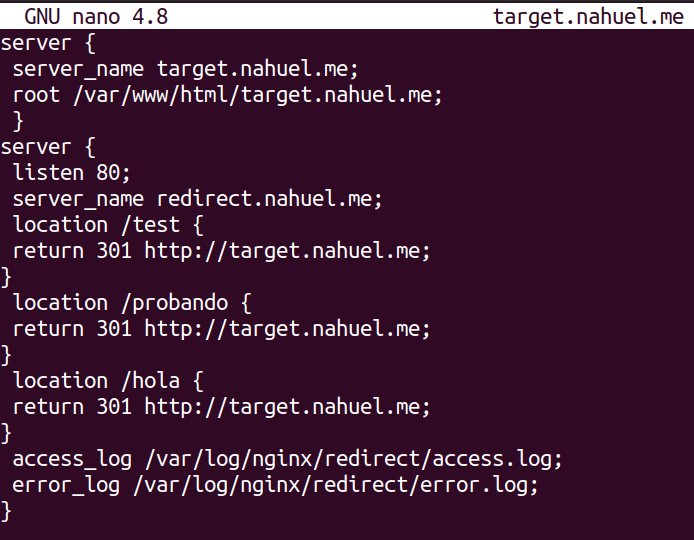 GNU nano 4.8 target.nahuel.me
server {
server_name target.nahuel.me;
root /var/www/html/target.nahuel.me;
}
server {
listen 80;
server_name redirect.nahuel.me;
location /test {
return 301 http://target.nahuel.me;
}
location /probando {
return 301 http://target.nahuel.me;
}
location /hola {
return 301 http://target.nahuel.me;
}
access_log /var/log/nginx/redirect/access.log;
error_log /var/log/nginx/redirect/error.log;
}